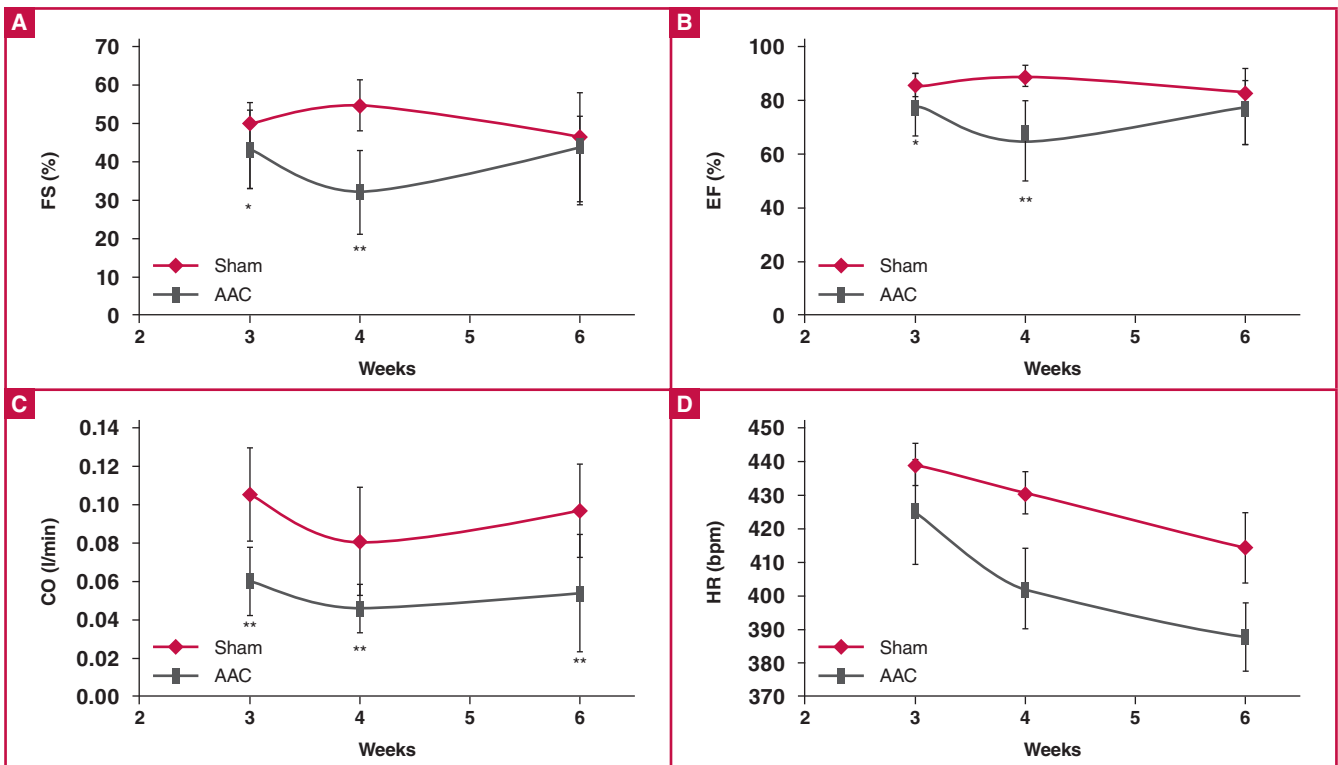 A
70
60
50
40
30
20
10
0
FS (%)
*
**
Sham
AAC
2 3 4 5 6
Weeks
B
100
80
60
40
20
0
EF (%)
*
**
Sham
AAC
2 3 4 5 6
Weeks
C
0.14
0.12
0.10
0.08
0.06
0.04
0.02
0.00
CO (l/min)
** ** **
Sham
AAC
2 3 4 5 6
Weeks
D
450
440
430
420
410
400
390
380
370
HR (bpm)
Sham
AAC
2 3 4 5 6
Weeks